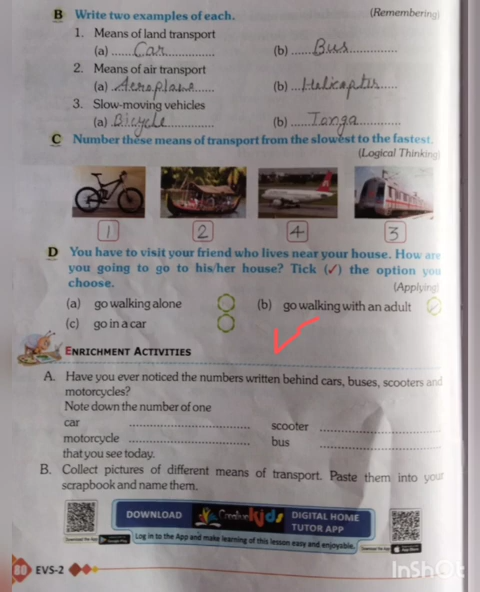 B Write two examples of each. (Remembering)
1. Means of land transport
(a) ......Car............ (b) ......Bus............
2. Means of air transport
(a) .Aeroplane...... (b) ...Helicopter.....
3. Slow-moving vehicles
(a) Bicycle............ (b) .....Tonga..........
C Number these means of transport from the slowest to the fastest.
(Logical Thinking)
1 2 4 3
D You have to visit your friend who lives near your house. How are
you going to go to his/her house? Tick (✓) the option you
choose. (Applying)
(a) go walking alone (b) go walking with an adult ✓
(c) go in a car
ENRICHMENT ACTIVITIES
A. Have you ever noticed the numbers written behind cars, buses, scooters and
motorcycles?
Note down the number of one
car ........................ scooter ........................
motorcycle ........................ bus ........................
that you see today.
B. Collect pictures of different means of transport. Paste them into your
scrapbook and name them.
DOWNLOAD Creative Kids DIGITAL HOME
TUTOR APP
Log in to the App and make learning of this lesson easy and enjoyable.
80 EVS-2
InShOt